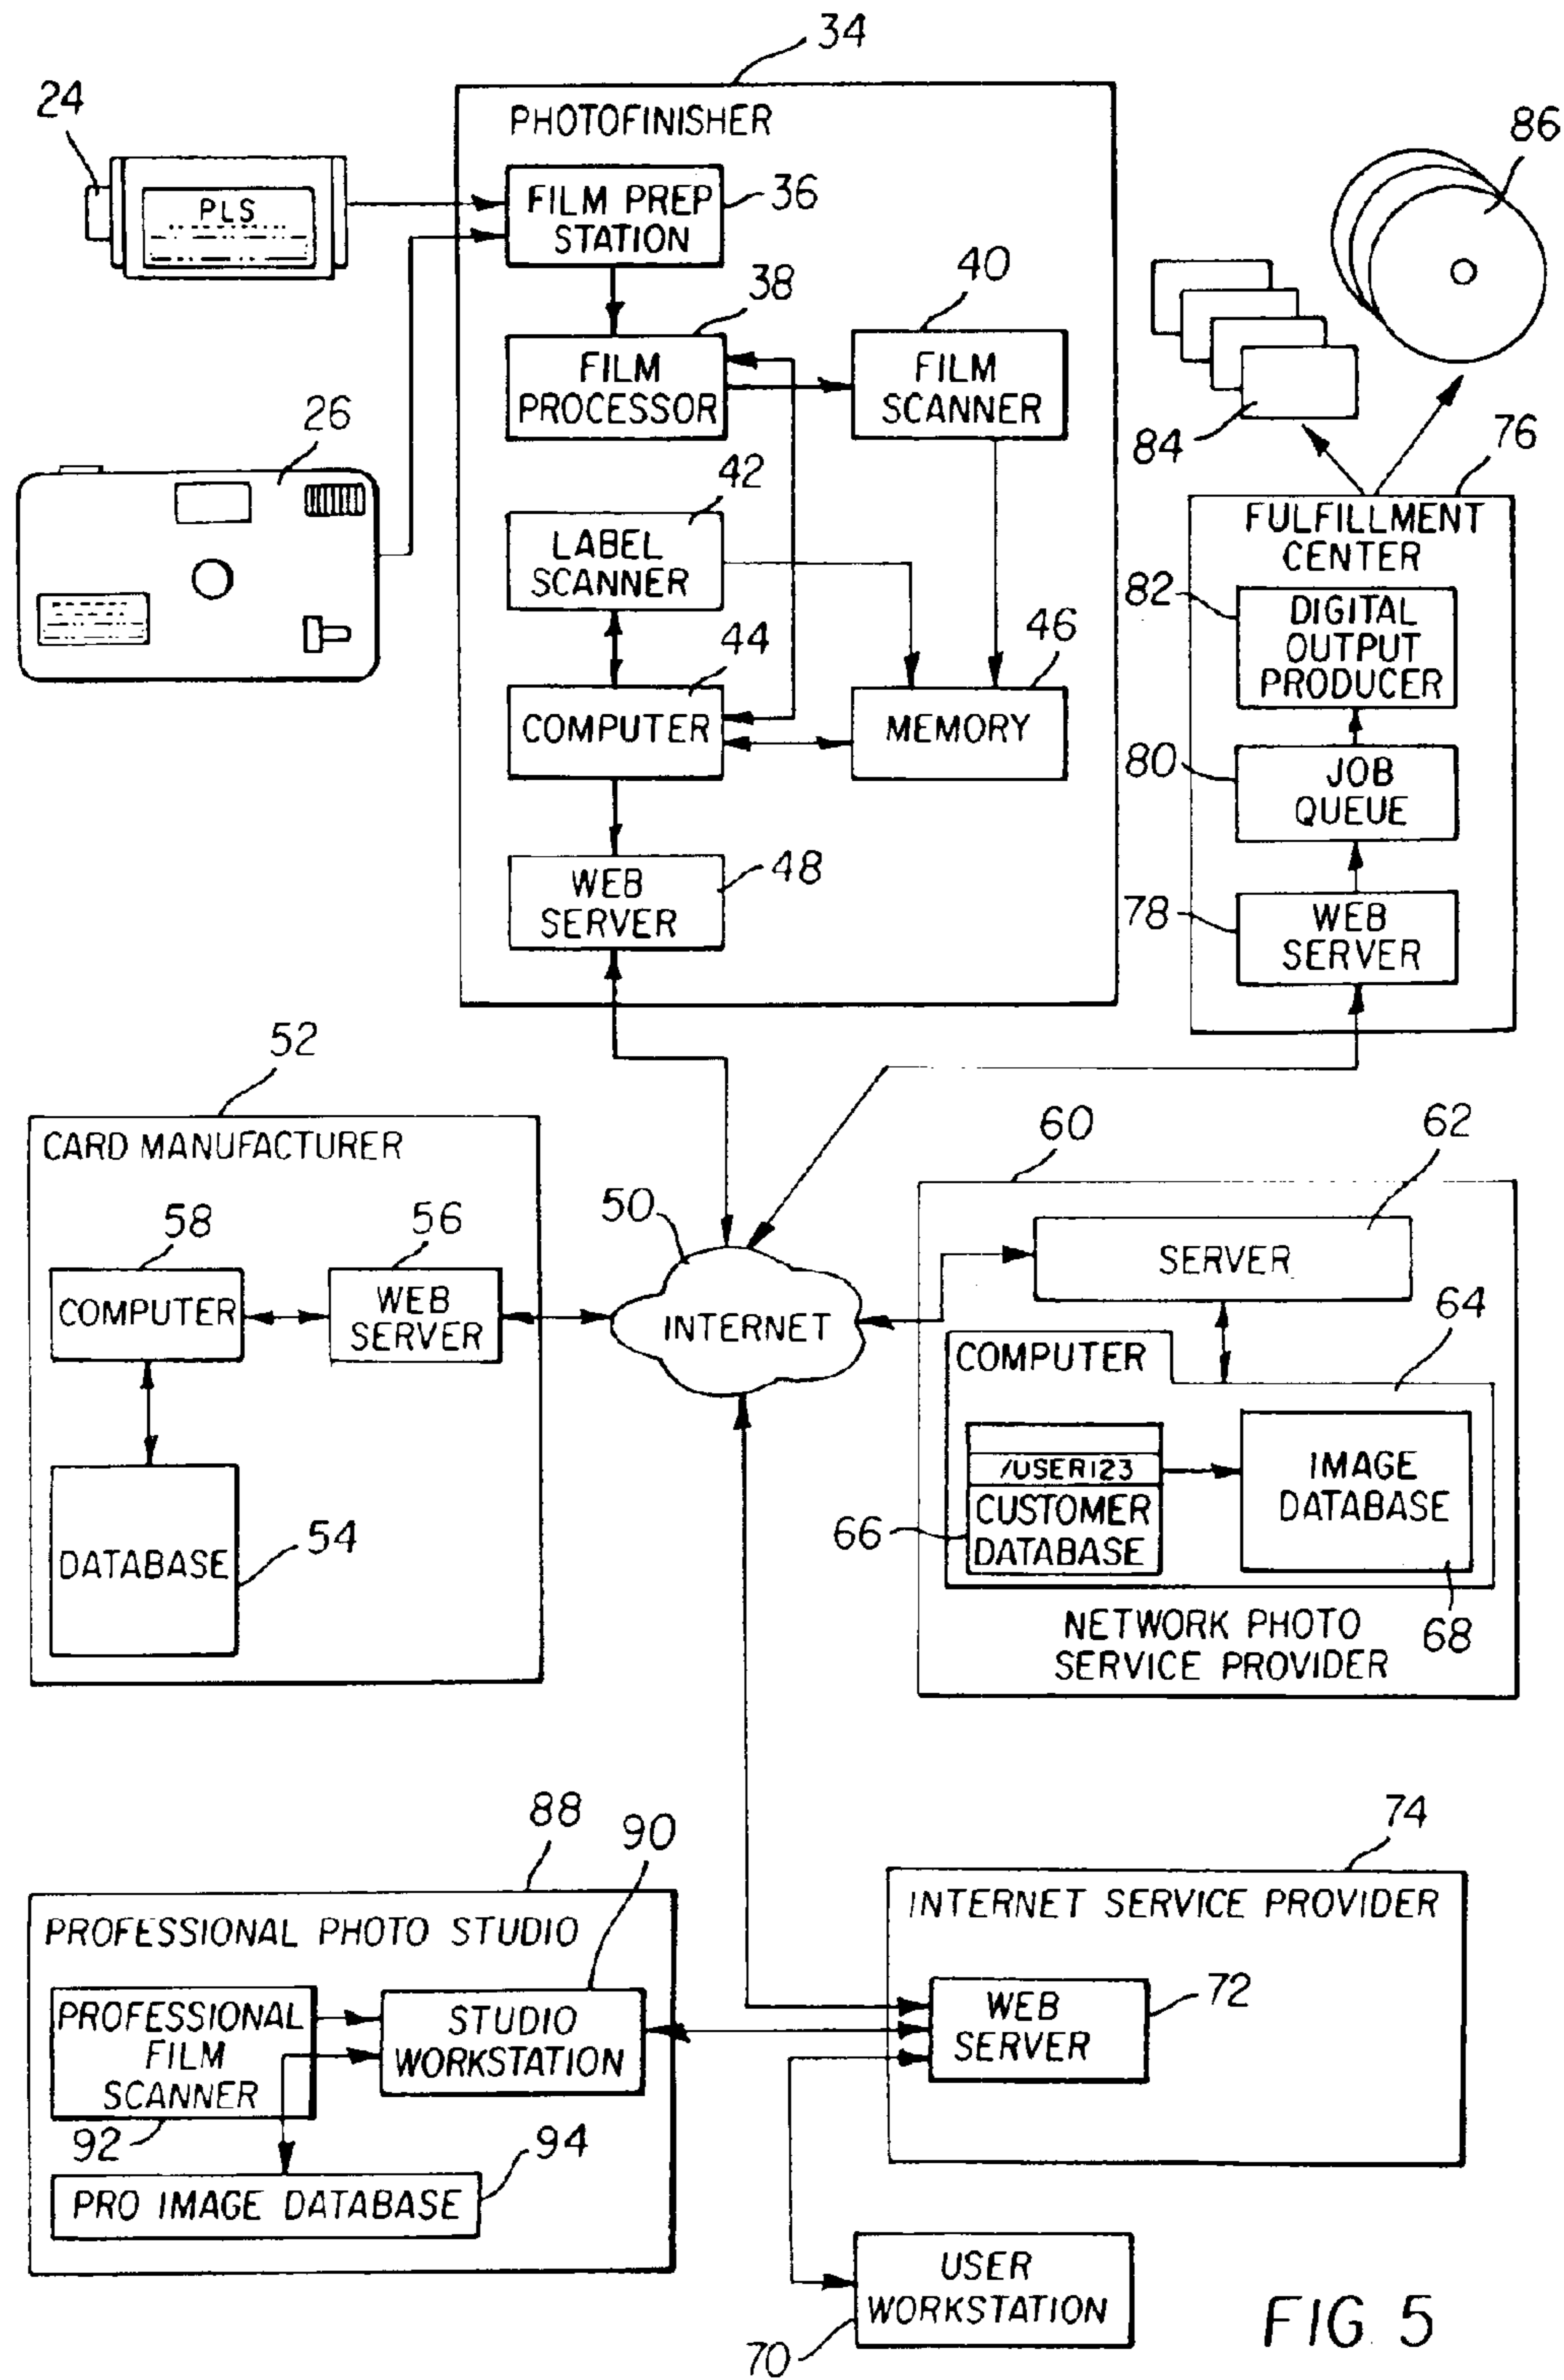 34
PHOTOFINISHER
24
PLS
FILM PREP
STATION
36
38
40
FILM
PROCESSOR
FILM
SCANNER
26
42
LABEL
SCANNER
44
46
COMPUTER
MEMORY
WEB
SERVER
48
86
84
76
FULFILLMENT
CENTER
82
DIGITAL
OUTPUT
PRODUCER
80
JOB
QUEUE
78
WEB
SERVER
52
CARD MANUFACTURER
58
56
COMPUTER
WEB
SERVER
DATABASE
54
50
INTERNET
60
62
SERVER
64
COMPUTER
/USER123
CUSTOMER
DATABASE
66
IMAGE
DATABASE
68
NETWORK PHOTO
SERVICE PROVIDER
88
90
PROFESSIONAL PHOTO STUDIO
PROFESSIONAL
FILM
SCANNER
92
STUDIO
WORKSTATION
94
PRO IMAGE DATABASE
74
INTERNET SERVICE PROVIDER
WEB
SERVER
72
USER
WORKSTATION
70
FIG. 5